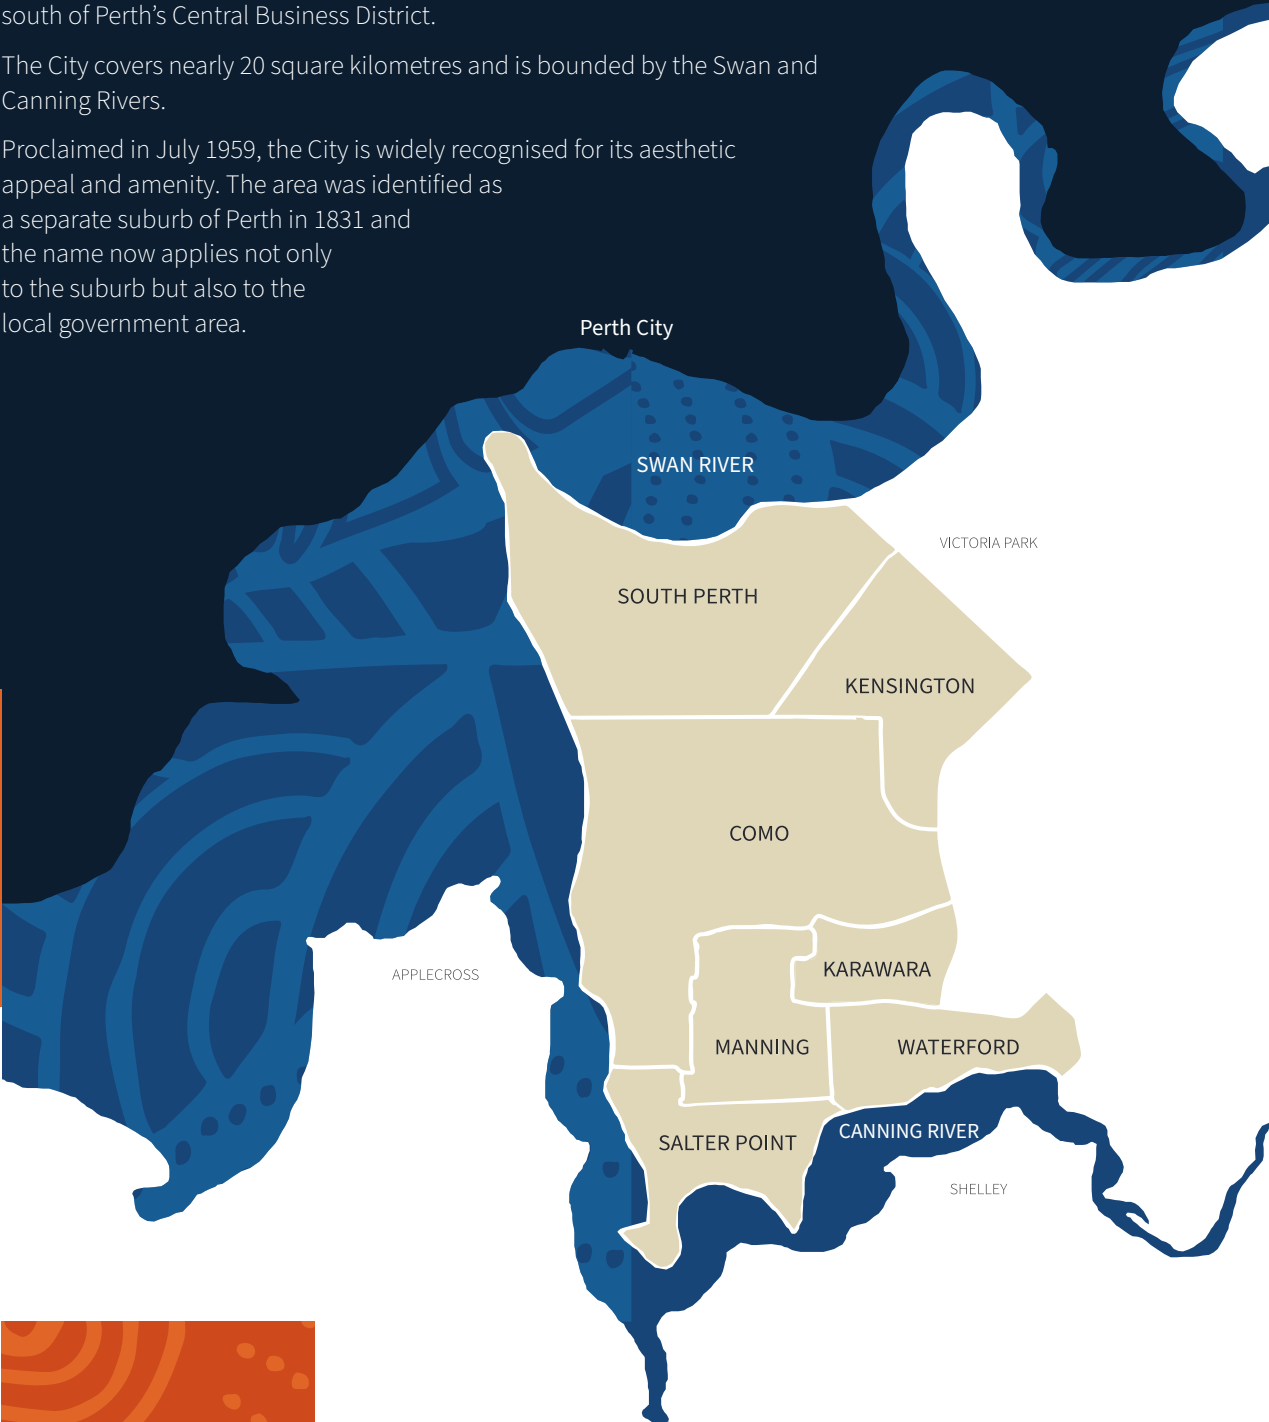 south of Perth’s Central Business District.
The City covers nearly 20 square kilometres and is bounded by the Swan and
Canning Rivers.
Proclaimed in July 1959, the City is widely recognised for its aesthetic
appeal and amenity. The area was identified as
a separate suburb of Perth in 1831 and
the name now applies not only
to the suburb but also to the
local government area.
Perth City
SWAN RIVER
VICTORIA PARK
SOUTH PERTH
KENSINGTON
COMO
KARAWARA
APPLECROSS
MANNING
WATERFORD
CANNING RIVER
SALTER POINT
SHELLEY